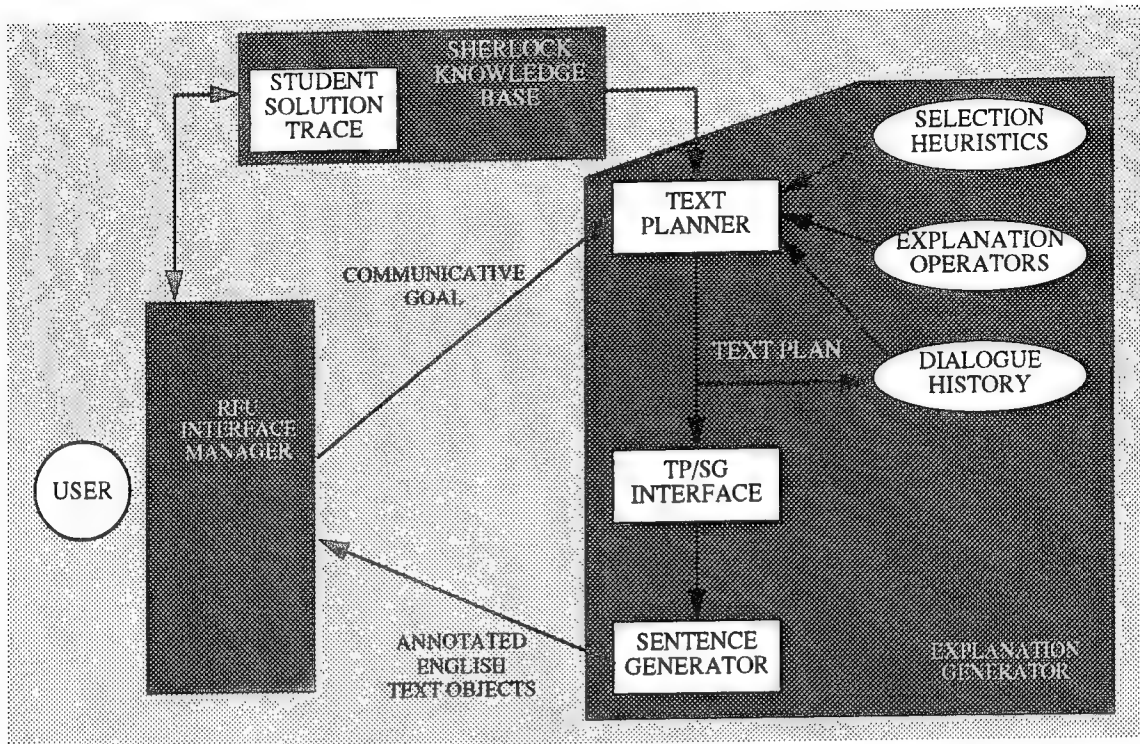 SHERLOCK
KNOWLEDGE
BASE
STUDENT
SOLUTION
TRACE
SELECTION
HEURISTICS
TEXT
PLANNER
EXPLANATION
OPERATORS
COMMUNICATIVE
GOAL
TEXT PLAN
DIALOGUE
HISTORY
RFU
INTERFACE
MANAGER
USER
TP/SG
INTERFACE
ANNOTATED
ENGLISH
TEXT OBJECTS
SENTENCE
GENERATOR
EXPLANATION
GENERATOR